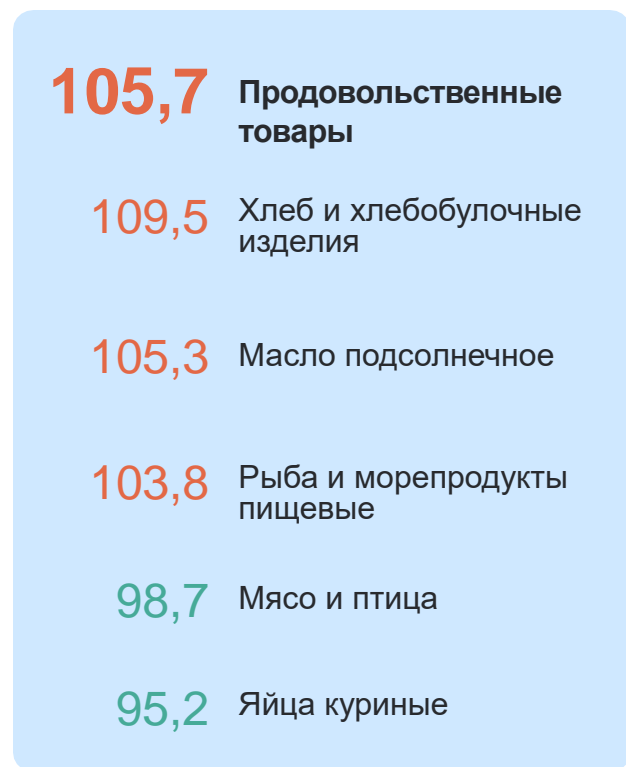 105,7 Продовольственные
товары
109,5 Хлеб и хлебобулочные
изделия
105,3 Масло подсолнечное
103,8 Рыба и морепродукты
пищевые
98,7 Мясо и птица
95,2 Яйца куриные